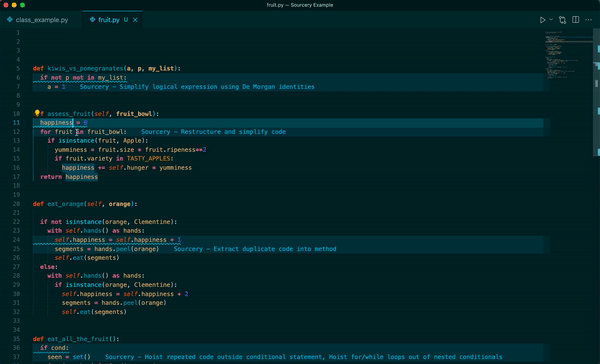 fruit.py — Sourcery Example
class_example.py
fruit.py U ×
1
2
3
4
5 def kiwis_vs_pomegranates(a, p, my_list):
6 if not p not in my_list:
7 a = 1 Sourcery — Simplify logical expression using De Morgan identities
8
9
10 f assess_fruit(self, fruit_bowl):
11 happiness = 0
12 for fruit in fruit_bowl: Sourcery — Restructure and simplify code
13 if isinstance(fruit, Apple):
14 yumminess = fruit.size * fruit.ripeness**2
15 if fruit.variety in TASTY_APPLES:
16 happiness += self.hunger * yumminess
17 return happiness
18
19
20 def eat_orange(self, orange):
21
22 if not isinstance(orange, Clementine):
23 with self.hands() as hands:
24 self.happiness = self.happiness + 1
25 segments = hands.peel(orange) Sourcery — Extract duplicate code into method
26 self.eat(segments)
27 else:
28 with self.hands() as hands:
29 if isinstance(orange, Clementine):
30 self.happiness = self.happiness + 2
31 segments = hands.peel(orange)
32 self.eat(segments)
33
34
35 def eat_all_the_fruit():
36 if cond:
37 seen = set() Sourcery — Hoist repeated code outside conditional statement, Hoist for/while loops out of nested conditionals